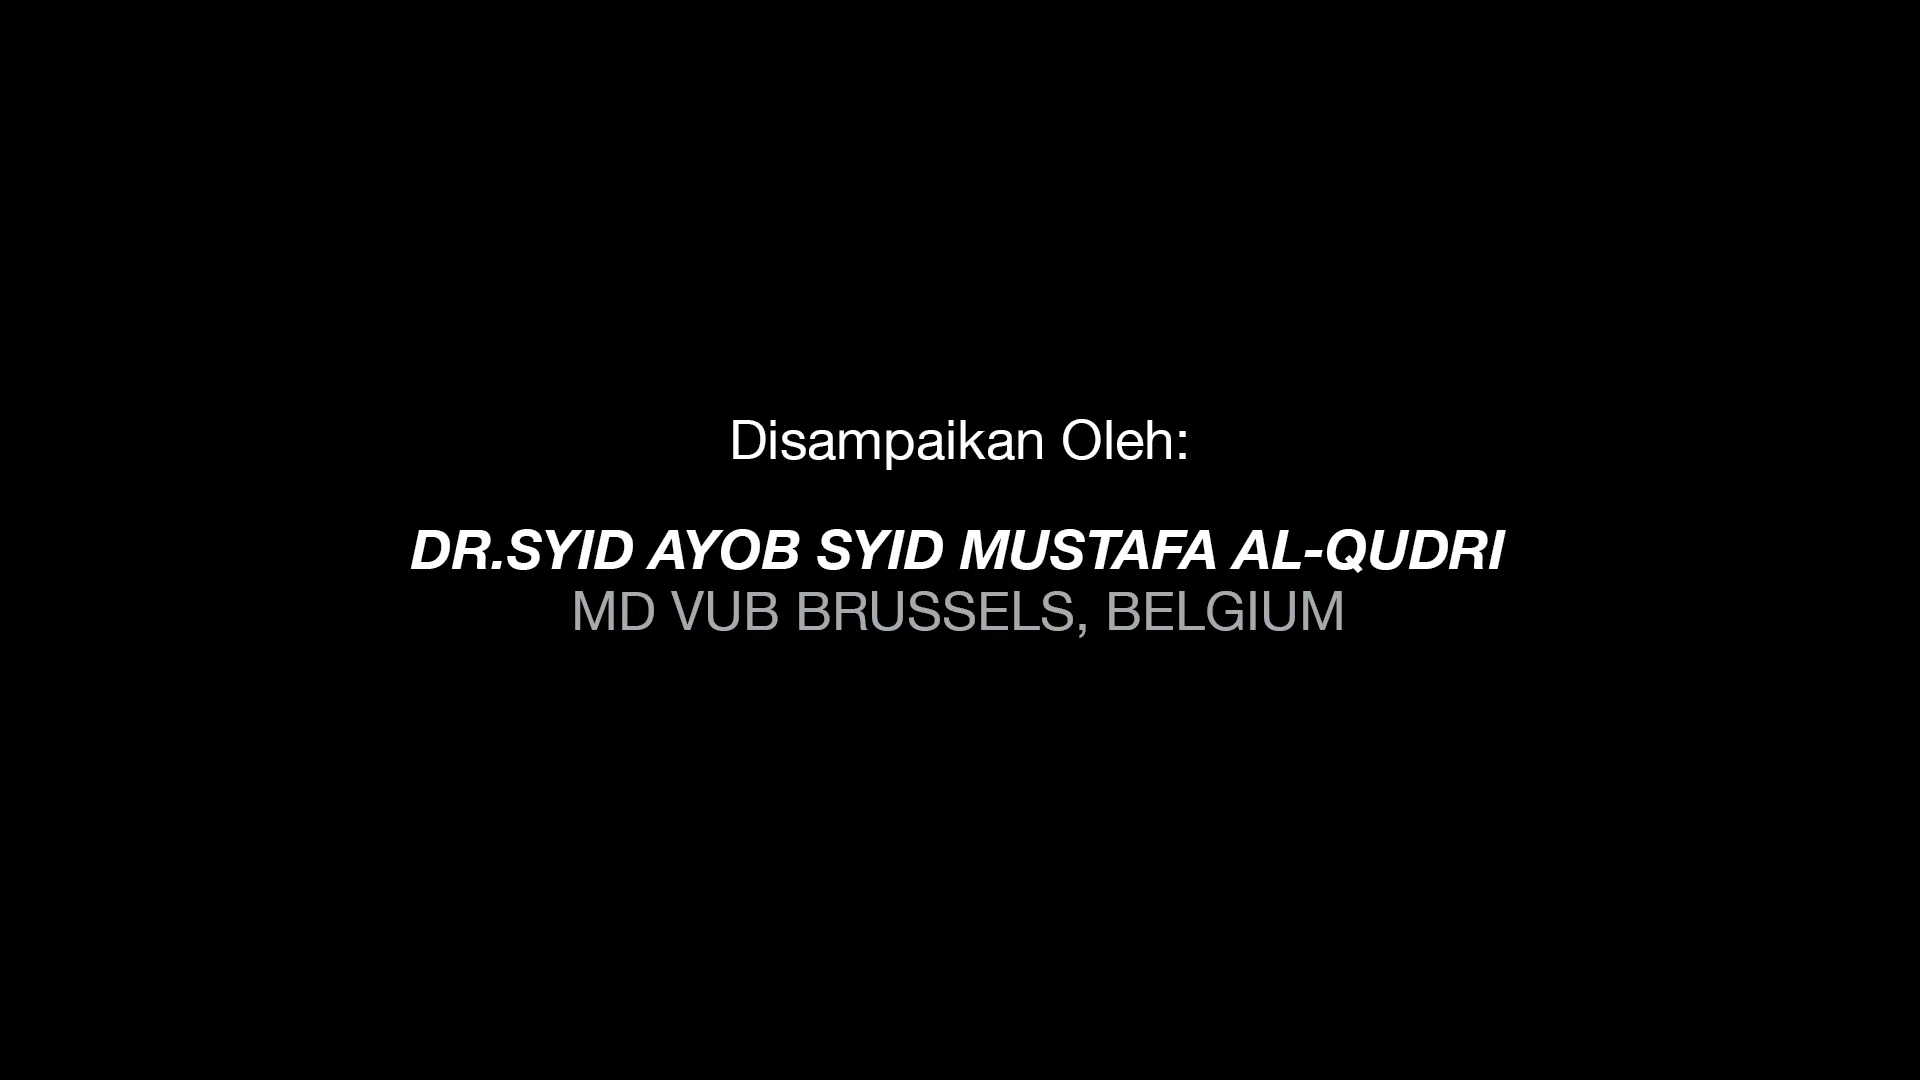 Disampaikan Oleh:
DR.SYID AYOB SYID MUSTAFA AL-QUDRI
MD VUB BRUSSELS, BELGIUM